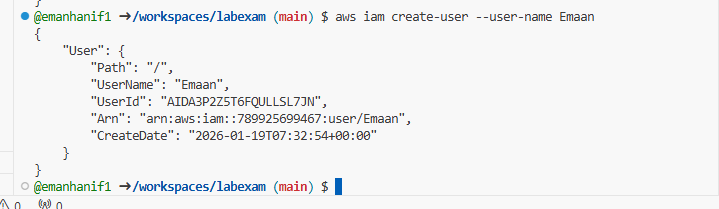 }
@emanhanif1 ➜/workspaces/labexam (main) $ aws iam create-user --user-name Emaan
{
    "User": {
        "Path": "/",
        "UserName": "Emaan",
        "UserId": "AIDA3P2Z5T6FQULLSL7JN",
        "Arn": "arn:aws:iam::789925699467:user/Emaan",
        "CreateDate": "2026-01-19T07:32:54+00:00"
    }
}
@emanhanif1 ➜/workspaces/labexam (main) $
0 0